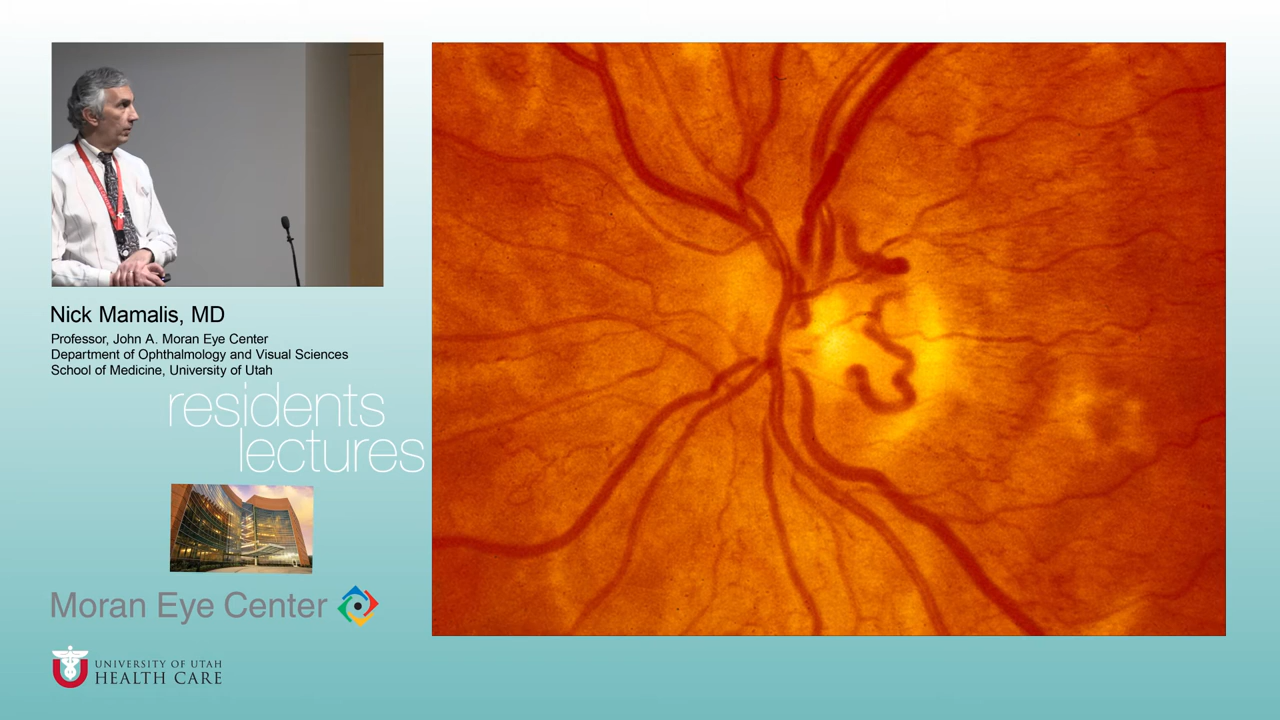 Nick Mamalis, MD
Professor, John A. Moran Eye Center
Department of Ophthalmology and Visual Sciences
School of Medicine, University of Utah
residents
lectures
Moran Eye Center
UNIVERSITY OF UTAH
HEALTH CARE